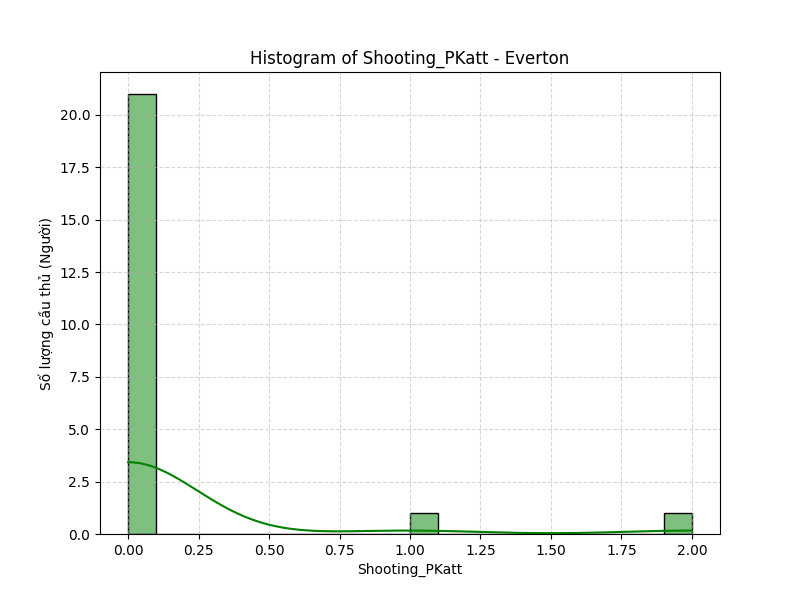 Histogram of Shooting_PKatt - Everton
Số lượng cầu thủ (Người)
20.0
17.5
15.0
12.5
10.0
7.5
5.0
2.5
0.0
0.00 0.25 0.50 0.75 1.00 1.25 1.50 1.75 2.00
Shooting_PKatt